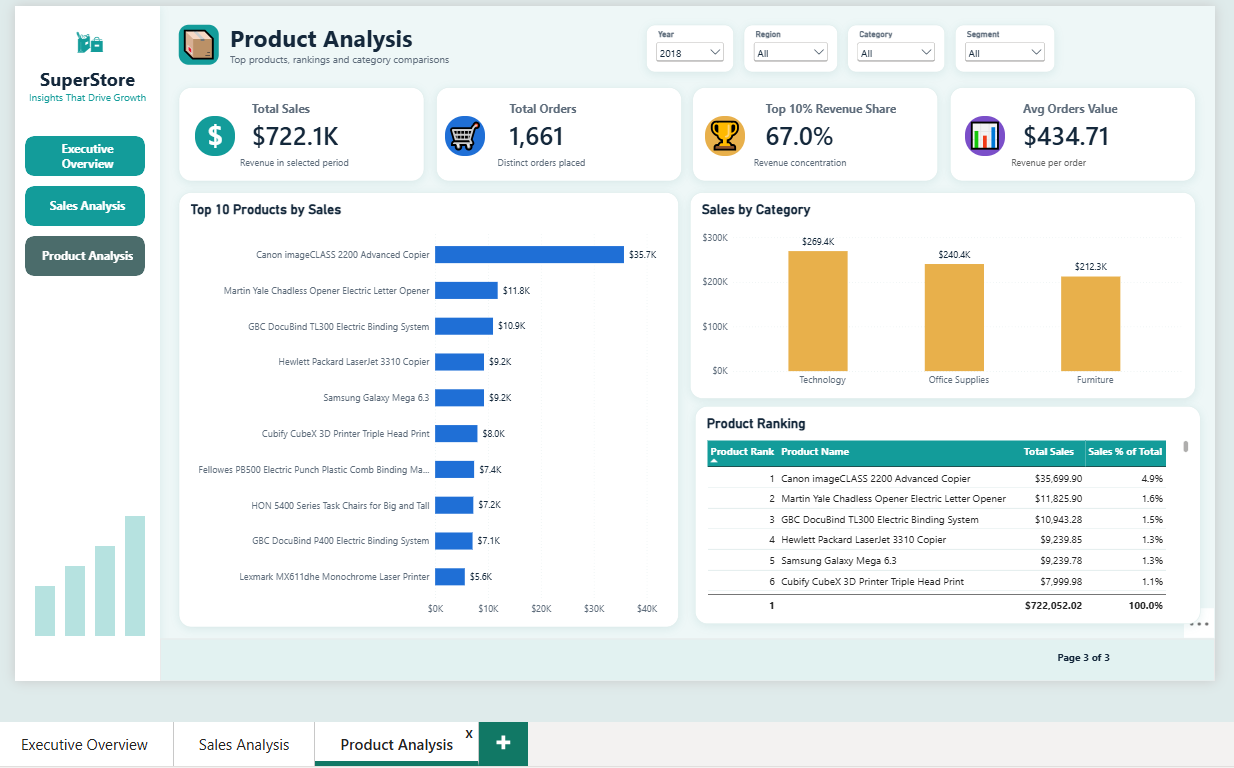 SuperStore
Insights That Drive Growth
Executive
Overview
Sales Analysis
Product Analysis
Product Analysis
Top products, rankings and category comparisons
Year
2018
Region
All
Category
All
Segment
All
Total Sales
$
$722.1K
Revenue in selected period
Total Orders
1,661
Distinct orders placed
Top 10% Revenue Share
67.0%
Revenue concentration
Avg Orders Value
$434.71
Revenue per order
Top 10 Products by Sales
Canon imageCLASS 2200 Advanced Copier $35.7K
Martin Yale Chadless Opener Electric Letter Opener $11.8K
GBC DocuBind TL300 Electric Binding System $10.9K
Hewlett Packard LaserJet 3310 Copier $9.2K
Samsung Galaxy Mega 6.3 $9.2K
Cubify CubeX 3D Printer Triple Head Print $8.0K
Fellowes PB500 Electric Punch Plastic Comb Binding Ma... $7.4K
HON 5400 Series Task Chairs for Big and Tall $7.2K
GBC DocuBind P400 Electric Binding System $7.1K
Lexmark MX611dhe Monochrome Laser Printer $5.6K
$0K $10K $20K $30K $40K
Sales by Category
$300K
$200K
$100K
$0K
$269.4K
$240.4K
$212.3K
Technology Office Supplies Furniture
Product Ranking
Product Rank Product Name Total Sales Sales % of Total
1 Canon imageCLASS 2200 Advanced Copier $35,699.90 4.9%
2 Martin Yale Chadless Opener Electric Letter Opener $11,825.90 1.6%
3 GBC DocuBind TL300 Electric Binding System $10,943.28 1.5%
4 Hewlett Packard LaserJet 3310 Copier $9,239.85 1.3%
5 Samsung Galaxy Mega 6.3 $9,239.78 1.3%
6 Cubify CubeX 3D Printer Triple Head Print $7,999.98 1.1%
1 $722,052.02 100.0%
Page 3 of 3
Executive Overview Sales Analysis Product Analysis x +